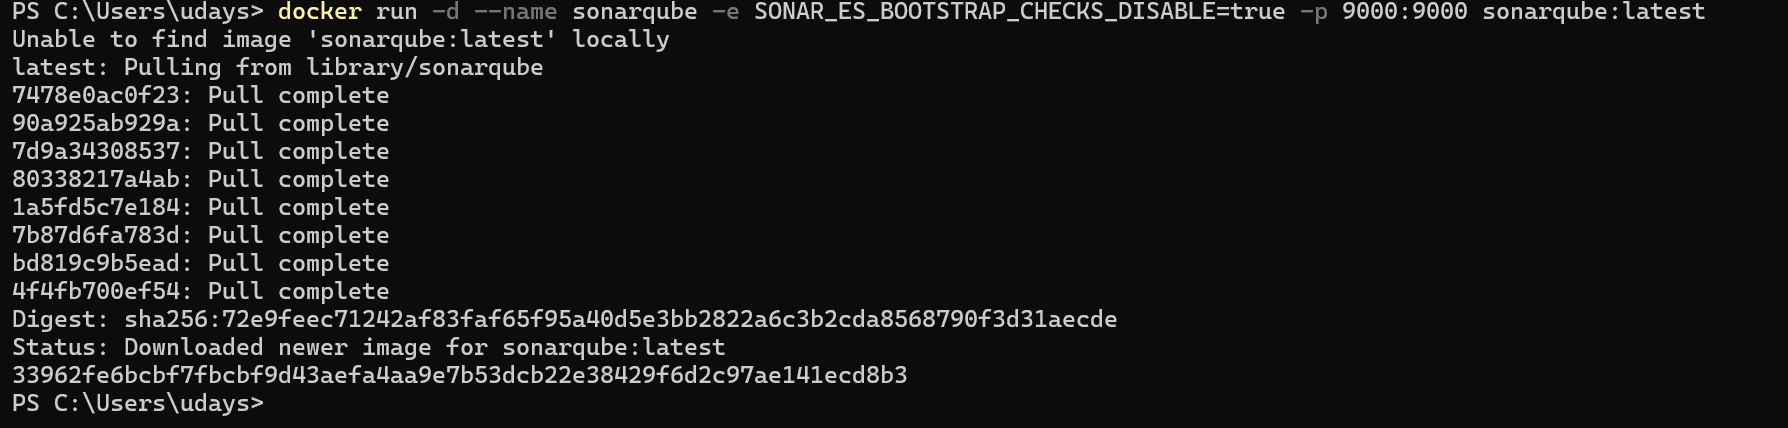 PS C:\Users\udays> docker run -d --name sonarqube -e SONAR_ES_BOOTSTRAP_CHECKS_DISABLE=true -p 9000:9000 sonarqube:latest
Unable to find image 'sonarqube:latest' locally
latest: Pulling from library/sonarqube
7478e0ac0f23: Pull complete
90a925ab929a: Pull complete
7d9a34308537: Pull complete
80338217a4ab: Pull complete
1a5fd5c7e184: Pull complete
7b87d6fa783d: Pull complete
bd819c9b5ead: Pull complete
4f4fb700ef54: Pull complete
Digest: sha256:72e9feec71242af83faf65f95a40d5e3bb2822a6c3b2cda8568790f3d31aecde
Status: Downloaded newer image for sonarqube:latest
33962fe6bcbf7fbcbf9d43aefa4aa9e7b53dcb22e38429f6d2c97ae141ecd8b3
PS C:\Users\udays>